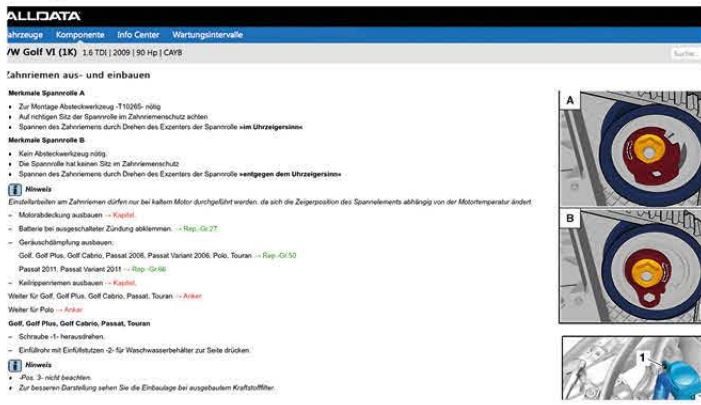 ALLDATA
ahrzeuge Komponente Info Center Wartungsintervalle
VW Golf VI (1K) 1.6 TDI | 2009 | 90 Hp | CAYB
Suche:
Zahnriemen aus- und einbauen
Merkmale Spannrolle A
• Zur Montage Absteckwerkzeug -T10265- nötig
• Auf richtigen Sitz der Spannrolle im Zahnriemenschutz achten
• Spannen des Zahnriemens durch Drehen des Exzenters der Spannrolle »im Uhrzeigersinn«
Merkmale Spannrolle B
• Kein Absteckwerkzeug nötig.
• Die Spannrolle hat keinen Sitz im Zahnriemenschutz
• Spannen des Zahnriemens durch Drehen des Exzenters der Spannrolle »entgegen dem Uhrzeigersinn«
Hinweis
Einstellarbeiten am Zahnriemen dürfen nur bei kaltem Motor durchgeführt werden, da sich die Zeigerposition des Spannelements abhängig von der Motortemperatur ändert.
– Motorabdeckung ausbauen → Kapitel.
– Batterie bei ausgeschalteter Zündung abklemmen. → Rep.-Gr.27
– Geräuschdämpfung ausbauen:
Golf, Golf Plus, Golf Cabrio, Passat 2006, Passat Variant 2006, Polo, Touran → Rep.-Gr.50
Passat 2011, Passat Variant 2011 → Rep.-Gr.66
– Keilrippenriemen ausbauen → Kapitel.
Weiter für Golf, Golf Plus, Golf Cabrio, Passat, Touran → Anker
Weiter für Polo → Anker
Golf, Golf Plus, Golf Cabrio, Passat, Touran
– Schraube -1- herausdrehen.
– Einfüllrohr mit Einfüllstutzen -2- für Waschwasserbehälter zur Seite drücken.
Hinweis
• -Pos. 3- nicht beachten.
• Zur besseren Darstellung sehen Sie die Einbaulage bei ausgebautem Kraftstofffilter.
A
B
1